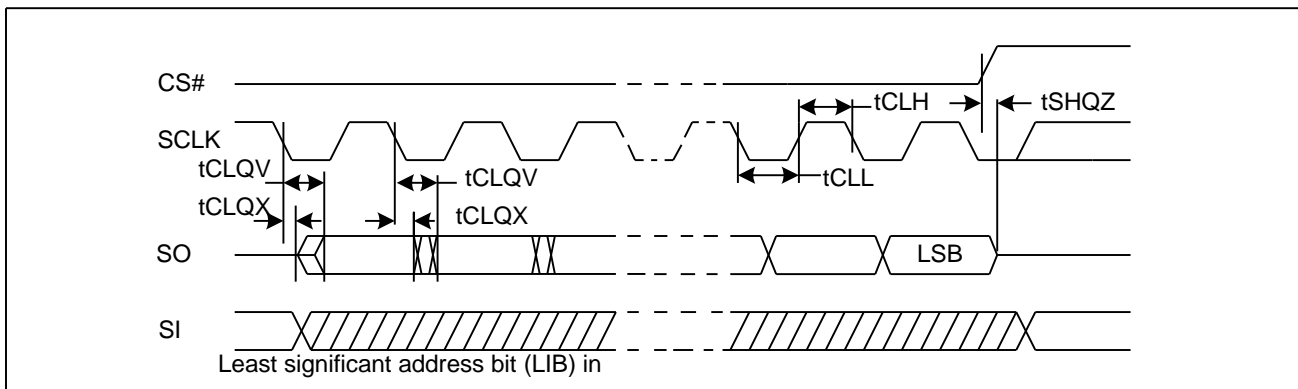 CS#
tCLH
tSHQZ
SCLK
tCLQV
tCLQV
tCLL
tCLQX
tCLQX
SO
LSB
SI
Least significant address bit (LIB) in